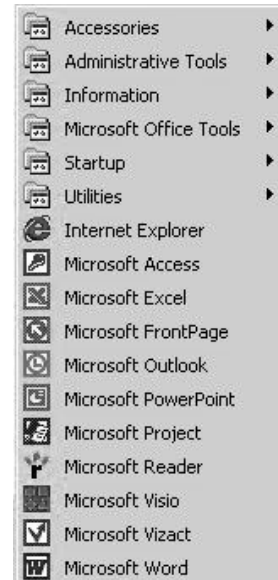 Accessories
Administrative Tools
Information
Microsoft Office Tools
Startup
Utilities
Internet Explorer
Microsoft Access
Microsoft Excel
Microsoft FrontPage
Microsoft Outlook
Microsoft PowerPoint
Microsoft Project
Microsoft Reader
Microsoft Visio
Microsoft Vizact
Microsoft Word